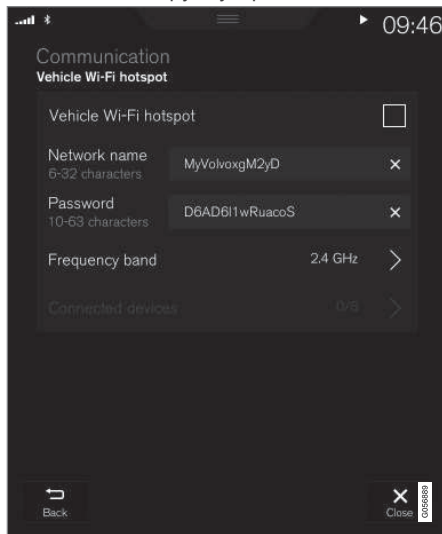 09:46
Communication
Vehicle Wi-Fi hotspot
Vehicle Wi-Fi hotspot
Network name
6-32 characters
MyVolvoxgM2yD
Password
10-63 characters
D6AD6l1wRuacoS
Frequency band
2.4 GHz
Connected devices
0/8
Back
Close
G056889